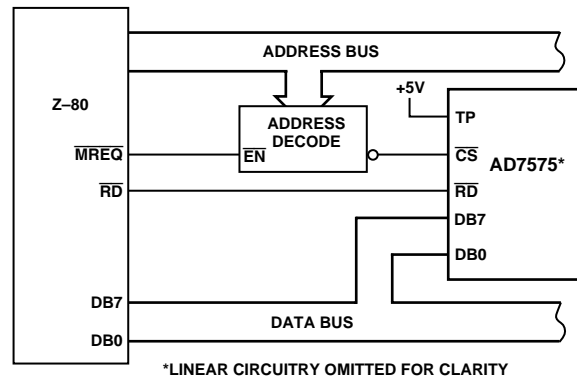 ADDRESS BUS
+5V
Z–80
TP
ADDRESS
DECODE
MREQ
EN
CS
AD7575*
RD
RD
DB7
DB0
DB7
DATA BUS
DB0
*LINEAR CIRCUITRY OMITTED FOR CLARITY